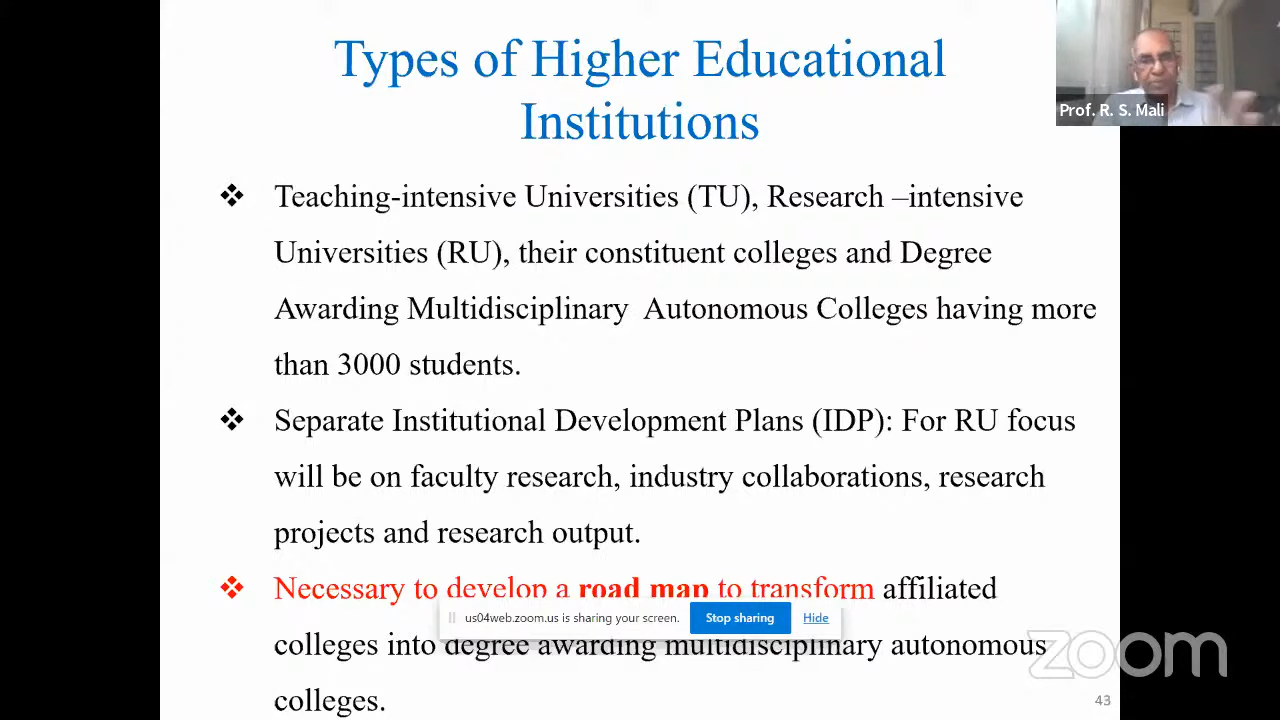 Types of Higher Educational
Institutions
Prof. R. S. Mali
❖ Teaching-intensive Universities (TU), Research –intensive
Universities (RU), their constituent colleges and Degree
Awarding Multidisciplinary Autonomous Colleges having more
than 3000 students.
❖ Separate Institutional Development Plans (IDP): For RU focus
will be on faculty research, industry collaborations, research
projects and research output.
❖ Necessary to develop a road map to transform affiliated
us04web.zoom.us is sharing your screen. Stop sharing Hide
colleges into degree awarding multidisciplinary autonomous
colleges.
zoom
43